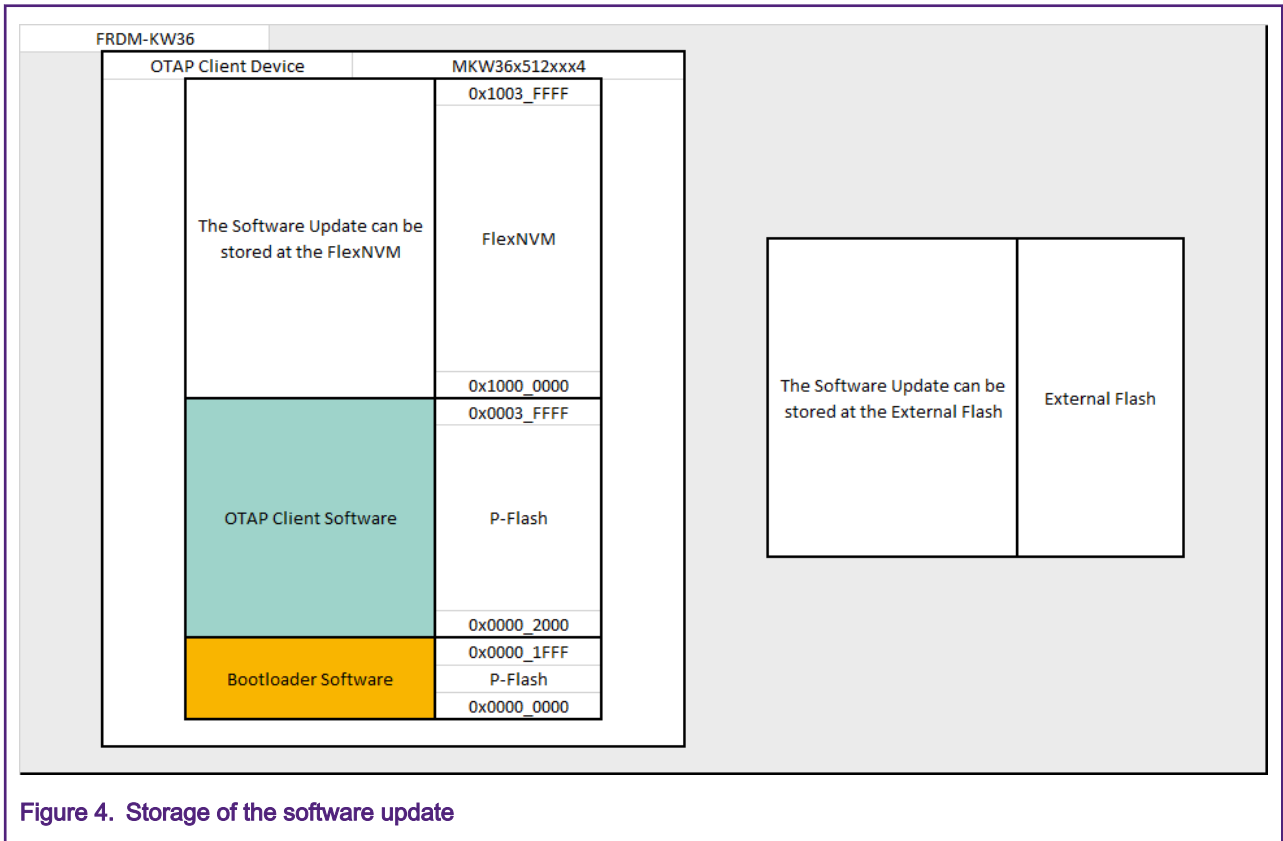 FRDM-KW36
OTAP Client Device
MKW36x512xxx4
0x1003_FFFF
The Software Update can be
stored at the FlexNVM
FlexNVM
0x1000_0000
0x0003_FFFF
OTAP Client Software
P-Flash
0x0000_2000
0x0000_1FFF
Bootloader Software
P-Flash
0x0000_0000
The Software Update can be
stored at the External Flash
External Flash
Figure 4. Storage of the software update